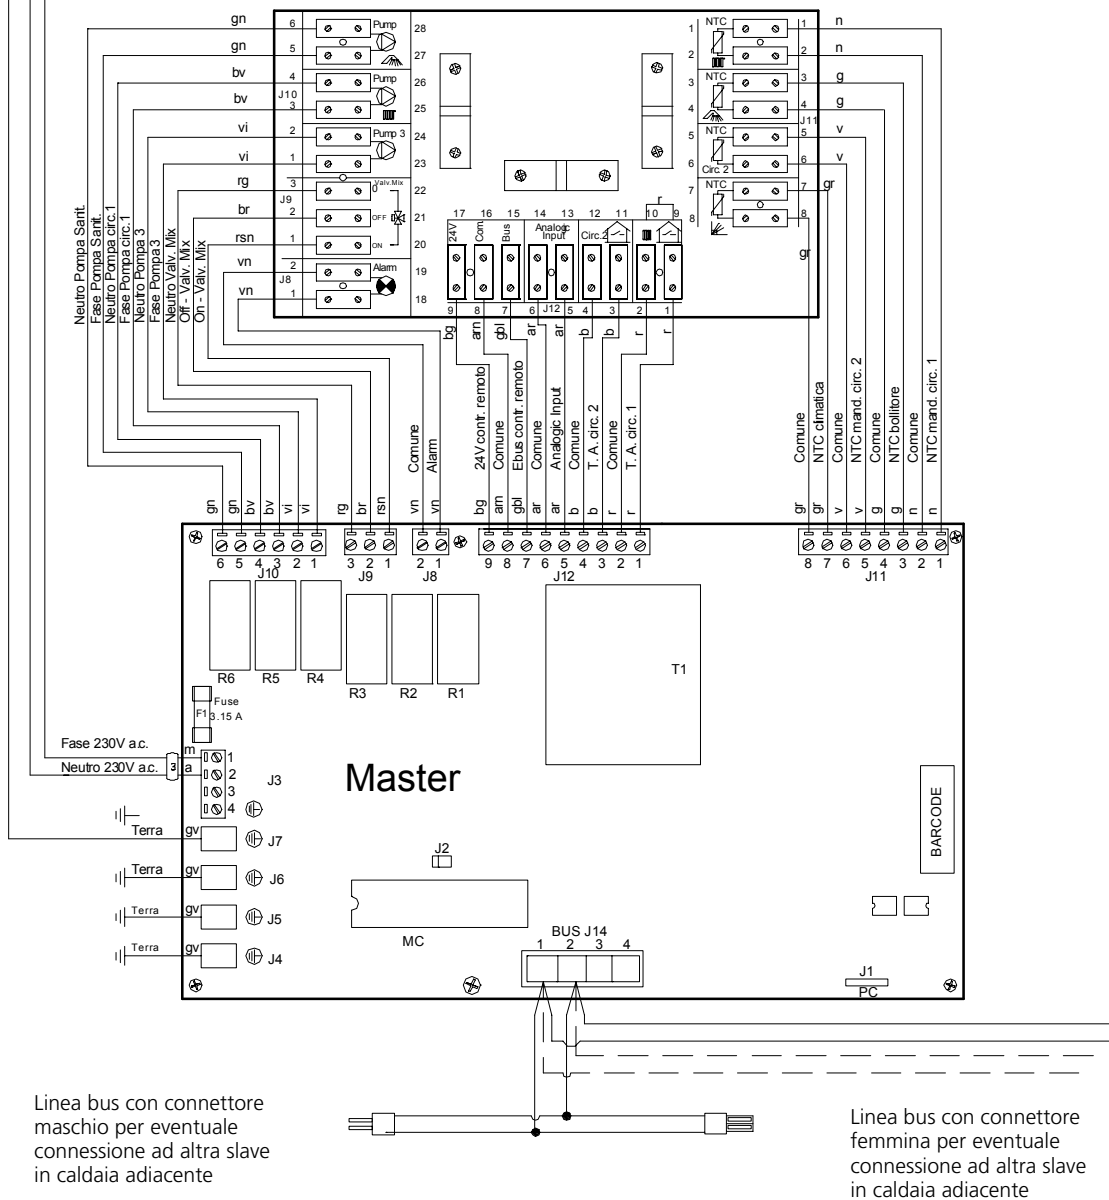 gn 6 Pump 28
gn 5 27
bv 4 Pump 26
J10
bv 3 25
vi 2 Pump 3 24
vi 1 23
rg 3 0 Valv.Mix 22
J9
br 2 OFF 21
rsn 1 ON 20
vn 2 Alarm 19
J8
vn 1 18
1 NTC 1 n
2 2 n
3 NTC 3 g
4 4 g
J11
5 NTC 5 v
6 Circ. 2 6 v
7 NTC 7 gr
8 8
gr
r
17 16 15 14 13 12 11 10 9
24V Com. Bus Analogic Input Circ.2
9 8 7 6 J12 5 4 3 2 1
bg arn gbl ar ar b b r r
Neutro Pompa Sanit.
Fase Pompa Sanit.
Neutro Pompa circ. 1
Fase Pompa circ. 1
Neutro Pompa 3
Fase Pompa 3
Neutro Valv. Mix
Off - Valv. Mix
On - Valv. Mix
Comune
Alarm
24V contr. remoto
Comune
Ebus contr. remoto
Comune
Analogic Input
Comune
T. A. circ. 2
Comune
T. A. circ. 1
Comune
NTC climatica
Comune
NTC mand. circ. 2
Comune
NTC bollitore
Comune
NTC mand. circ. 1
gn gn bv bv vi vi
rg br rsn
vn vn
bg arn gbl ar ar b b r r
gr gr v v g g n n
6 5 4 3 2 1
J10
3 2 1
J9
2 1
J8
9 8 7 6 5 4 3 2 1
J12
8 7 6 5 4 3 2 1
J11
R6 R5 R4 R3 R2 R1
T1
F1
Fuse
3.15 A
Fase 230V a.c. m 1
Neutro 230V a.c. 3 a 2
3
4
J3
Master
Terra gv J7
Terra gv J6
Terra gv J5
Terra gv J4
J2
MC
BARCODE
BUS J14
1 2 3 4
J1
PC
Linea bus con connettore
maschio per eventuale
connessione ad altra slave
in caldaia adiacente
Linea bus con connettore
femmina per eventuale
connessione ad altra slave
in caldaia adiacente